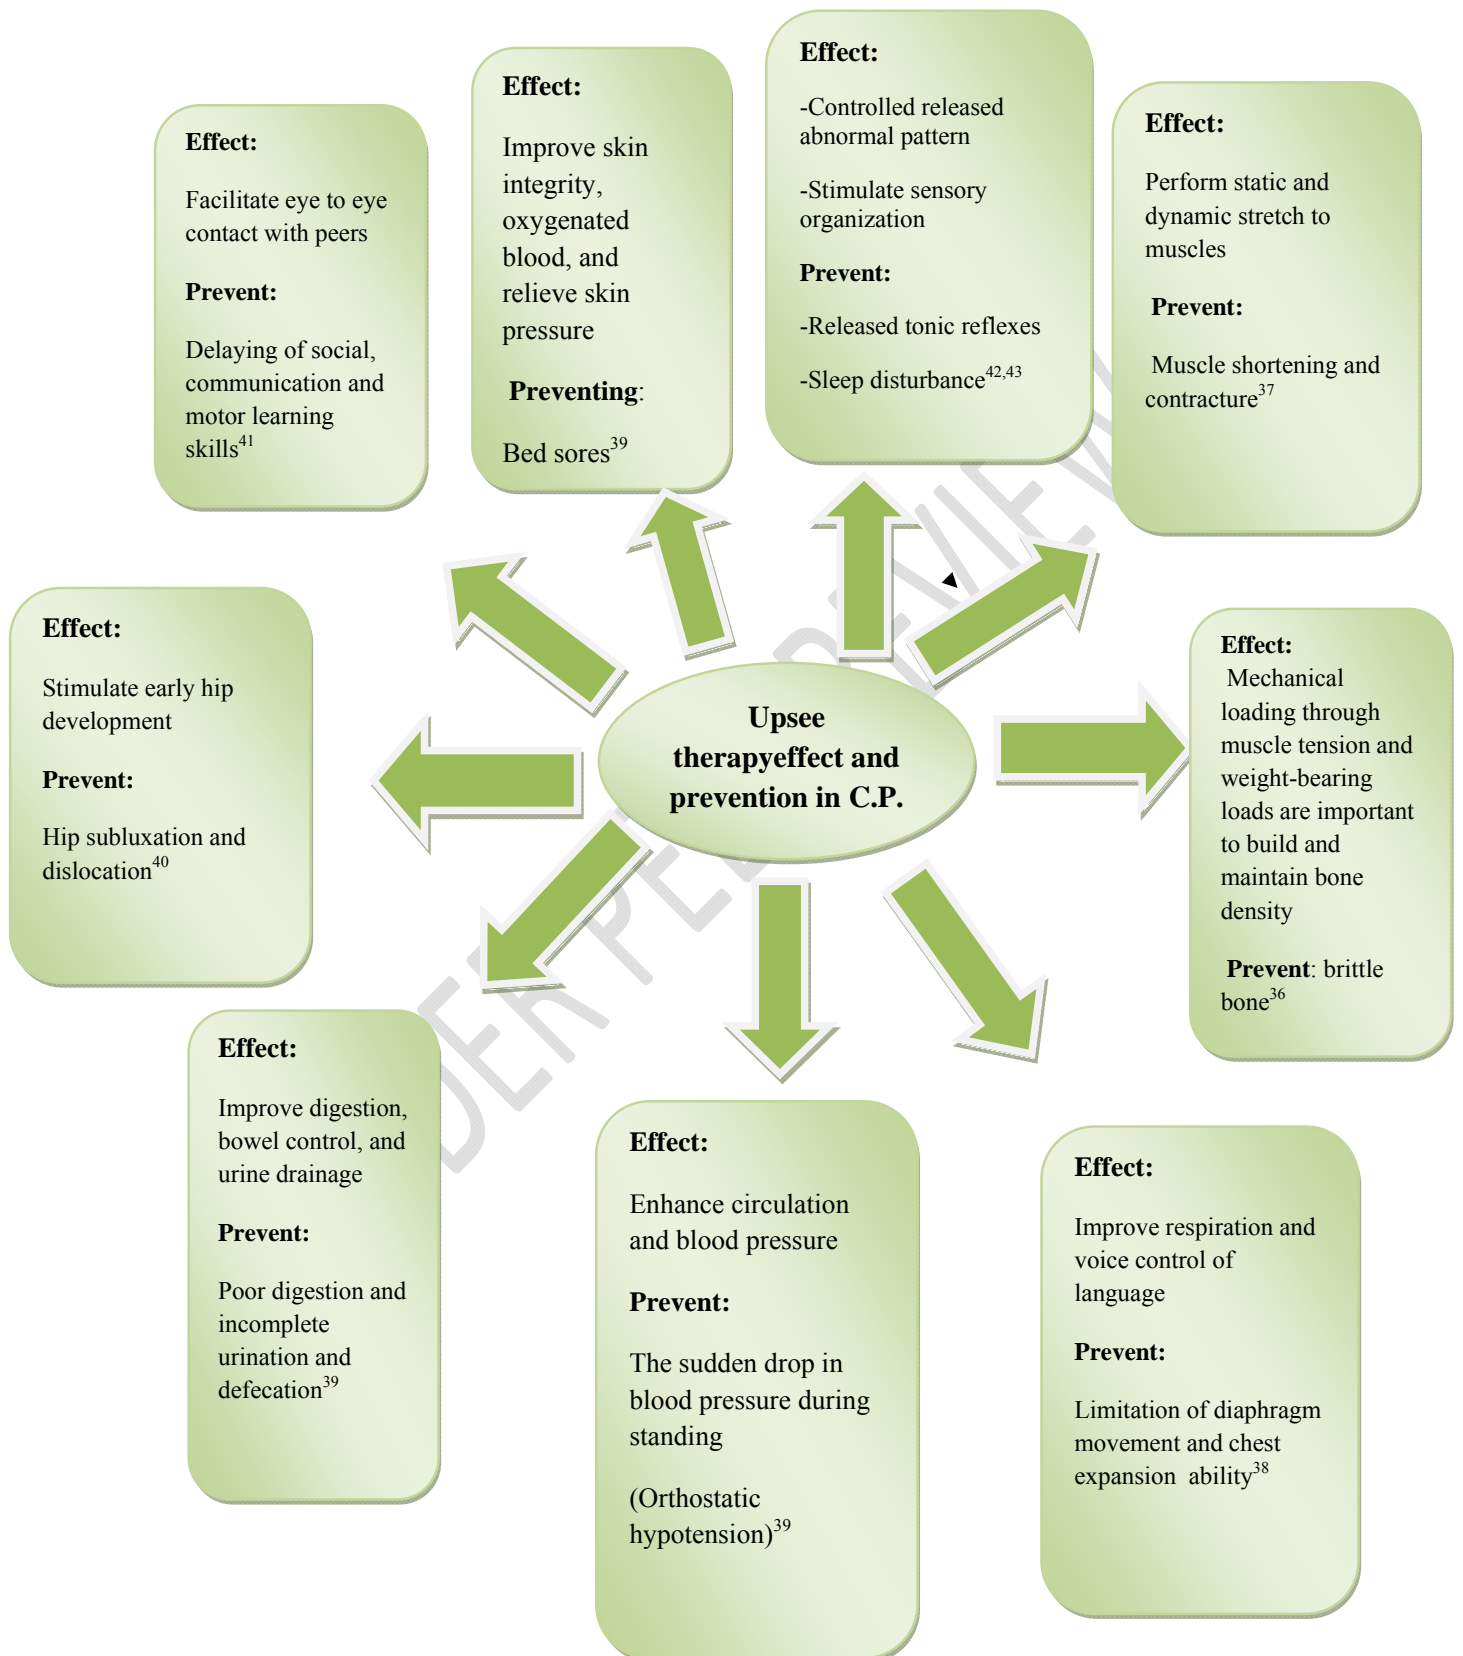 Effect:
Facilitate eye to eye
contact with peers
Prevent:
Delaying of social,
communication and
motor learning
skills41
Effect:
Improve skin
integrity,
oxygenated
blood, and
relieve skin
pressure
Preventing:
Bed sores39
Effect:
-Controlled released
abnormal pattern
-Stimulate sensory
organization
Prevent:
-Released tonic reflexes
-Sleep disturbance42,43
Effect:
Perform static and
dynamic stretch to
muscles
Prevent:
Muscle shortening and
contracture37
Effect:
Stimulate early hip
development
Prevent:
Hip subluxation and
dislocation40
Upsee
therapyeffect and
prevention in C.P.
Effect:
Mechanical
loading through
muscle tension and
weight-bearing
loads are important
to build and
maintain bone
density
Prevent: brittle
bone36
Effect:
Improve digestion,
bowel control, and
urine drainage
Prevent:
Poor digestion and
incomplete
urination and
defecation39
Effect:
Enhance circulation
and blood pressure
Prevent:
The sudden drop in
blood pressure during
standing
(Orthostatic
hypotension)39
Effect:
Improve respiration and
voice control of
language
Prevent:
Limitation of diaphragm
movement and chest
expansion ability38